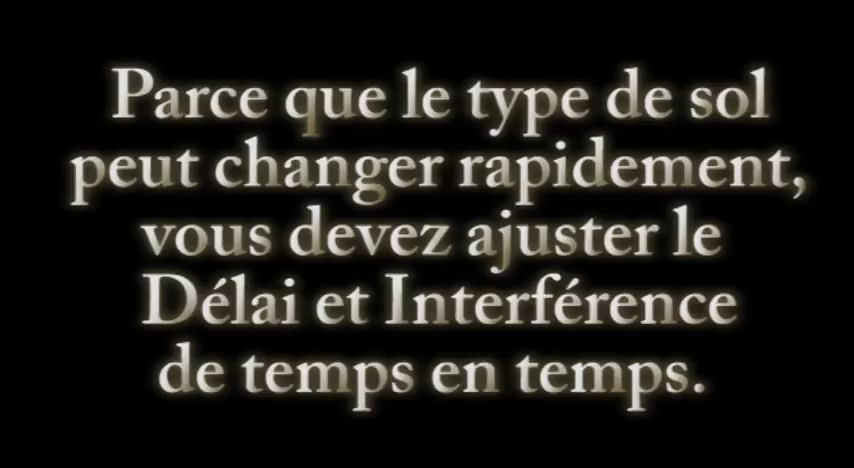 Parce que le type de sol
peut changer rapidement,
vous devez ajuster le
Délai et Interférence
de temps en temps.